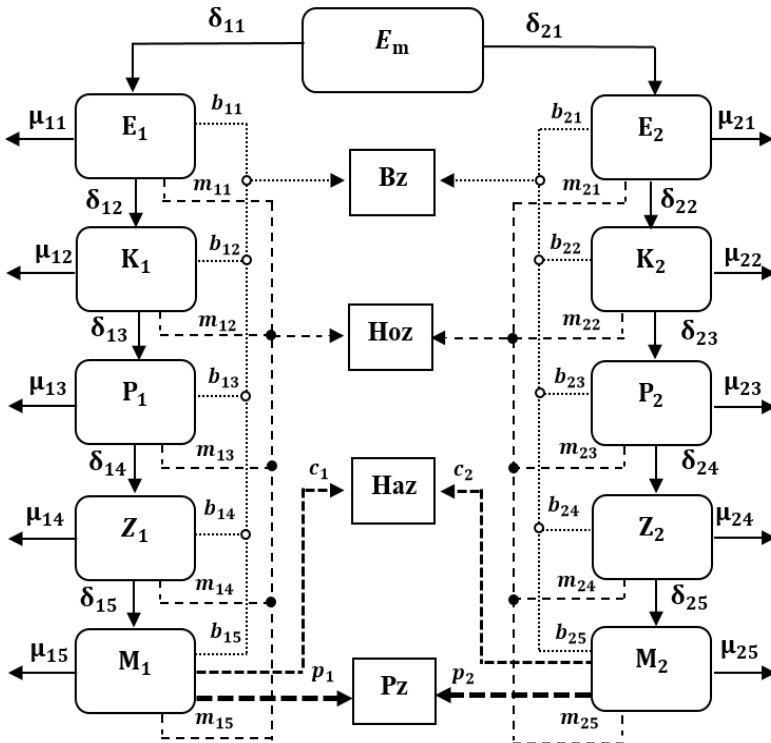 δ₁₁ Eₘ δ₂₁
μ₁₁ E₁ b₁₁ b₂₁ E₂ μ₂₁
m₁₁ Bz m₂₁
δ₁₂ δ₂₂
μ₁₂ K₁ b₁₂ b₂₂ K₂ μ₂₂
δ₁₃ m₁₂ Hoz m₂₂ δ₂₃
μ₁₃ P₁ b₁₃ b₂₃ P₂ μ₂₃
δ₁₄ m₁₃ m₂₃ δ₂₄
c₁ Haz c₂
μ₁₄ Z₁ b₁₄ b₂₄ Z₂ μ₂₄
δ₁₅ m₁₄ m₂₄ δ₂₅
μ₁₅ M₁ b₁₅ b₂₅ M₂ μ₂₅
p₁ Pz p₂
m₁₅ m₂₅